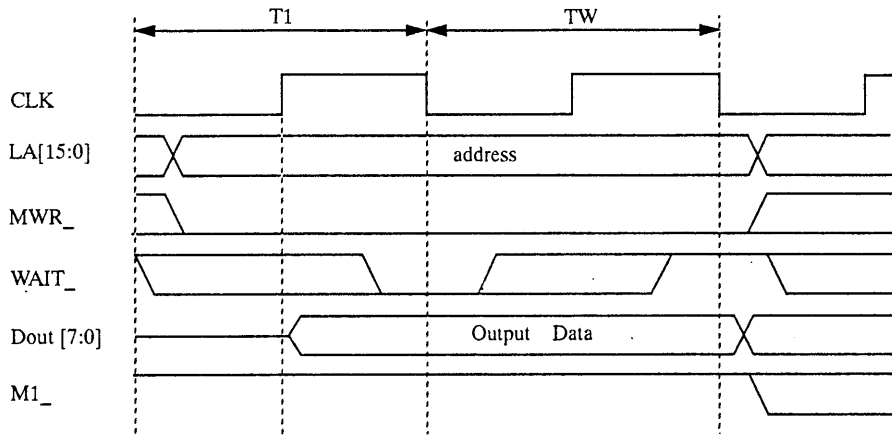 T1 TW
CLK
LA[15:0] address
MWR_
WAIT_
Dout [7:0] Output Data
M1_